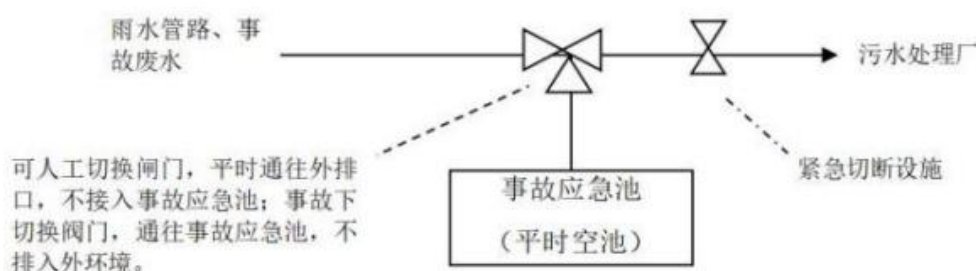 雨水管路、事
故废水
污水处理厂
可人工切换闸门，平时通往外排
口，不接入事故应急池；事故下
切换阀门，通往事故应急池，不
排入外环境。
事故应急池
（平时空池）
紧急切断设施